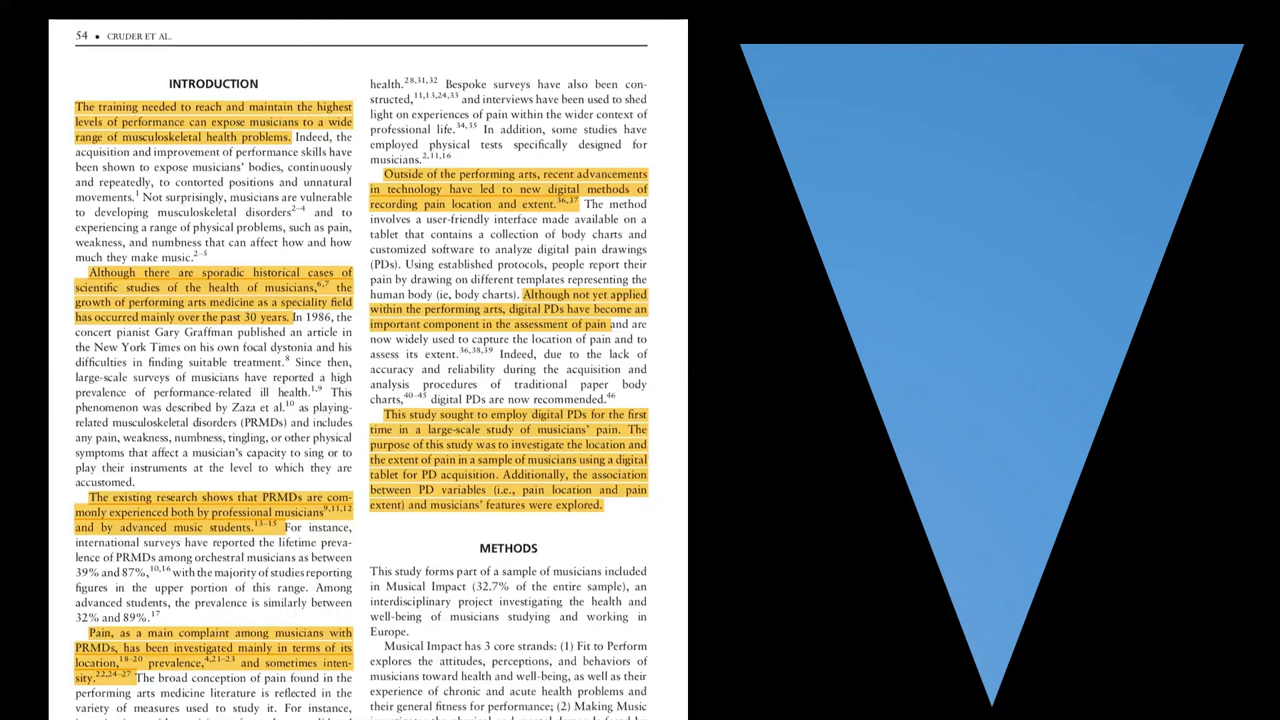 54 • CRUDER ET AL.
INTRODUCTION
The training needed to reach and maintain the highest
levels of performance can expose musicians to a wide
range of musculoskeletal health problems. Indeed, the
acquisition and improvement of performance skills have
been shown to expose musicians' bodies, continuously
and repeatedly, to contorted positions and unnatural
movements.1 Not surprisingly, musicians are vulnerable
to developing musculoskeletal disorders2–4 and to
experiencing a range of physical problems, such as pain,
weakness, and numbness that can affect how and how
much they make music.2–5
Although there are sporadic historical cases of
scientific studies of the health of musicians,6,7 the
growth of performing arts medicine as a speciality field
has occurred mainly over the past 30 years. In 1986, the
concert pianist Gary Graffman published an article in
the New York Times on his own focal dystonia and his
difficulties in finding suitable treatment.8 Since then,
large-scale surveys of musicians have reported a high
prevalence of performance-related ill health.1,9 This
phenomenon was described by Zaza et al.10 as playing-
related musculoskeletal disorders (PRMDs) and includes
any pain, weakness, numbness, tingling, or other physical
symptoms that affect a musician's capacity to sing or to
play their instruments at the level to which they are
accustomed.
The existing research shows that PRMDs are com-
monly experienced both by professional musicians9,11,12
and by advanced music students.13–15 For instance,
international surveys have reported the lifetime preva-
lence of PRMDs among orchestral musicians as between
39% and 87%,10,16 with the majority of studies reporting
figures in the upper portion of this range. Among
advanced students, the prevalence is similarly between
32% and 89%.17
Pain, as a main complaint among musicians with
PRMDs, has been investigated mainly in terms of its
location,18–20 prevalence,4,21–23 and sometimes inten-
sity.22,24–27 The broad conception of pain found in the
performing arts medicine literature is reflected in the
variety of measures used to study it. For instance,
health.28,31,32 Bespoke surveys have also been con-
structed,11,13,24,33 and interviews have been used to shed
light on experiences of pain within the wider context of
professional life.34,35 In addition, some studies have
employed physical tests specifically designed for
musicians.2,11,16
Outside of the performing arts, recent advancements
in technology have led to new digital methods of
recording pain location and extent.36,37 The method
involves a user-friendly interface made available on a
tablet that contains a collection of body charts and
customized software to analyze digital pain drawings
(PDs). Using established protocols, people report their
pain by drawing on different templates representing the
human body (ie, body charts). Although not yet applied
within the performing arts, digital PDs have become an
important component in the assessment of pain and are
now widely used to capture the location of pain and to
assess its extent.36,38,39 Indeed, due to the lack of
accuracy and reliability during the acquisition and
analysis procedures of traditional paper body
charts,40–45 digital PDs are now recommended.46
This study sought to employ digital PDs for the first
time in a large-scale study of musicians' pain. The
purpose of this study was to investigate the location and
the extent of pain in a sample of musicians using a digital
tablet for PD acquisition. Additionally, the association
between PD variables (i.e., pain location and pain
extent) and musicians' features were explored.
METHODS
This study forms part of a sample of musicians included
in Musical Impact (32.7% of the entire sample), an
interdisciplinary project investigating the health and
well-being of musicians studying and working in
Europe.
Musical Impact has 3 core strands: (1) Fit to Perform
explores the attitudes, perceptions, and behaviors of
musicians toward health and well-being, as well as their
experience of chronic and acute health problems and
their general fitness for performance; (2) Making Music